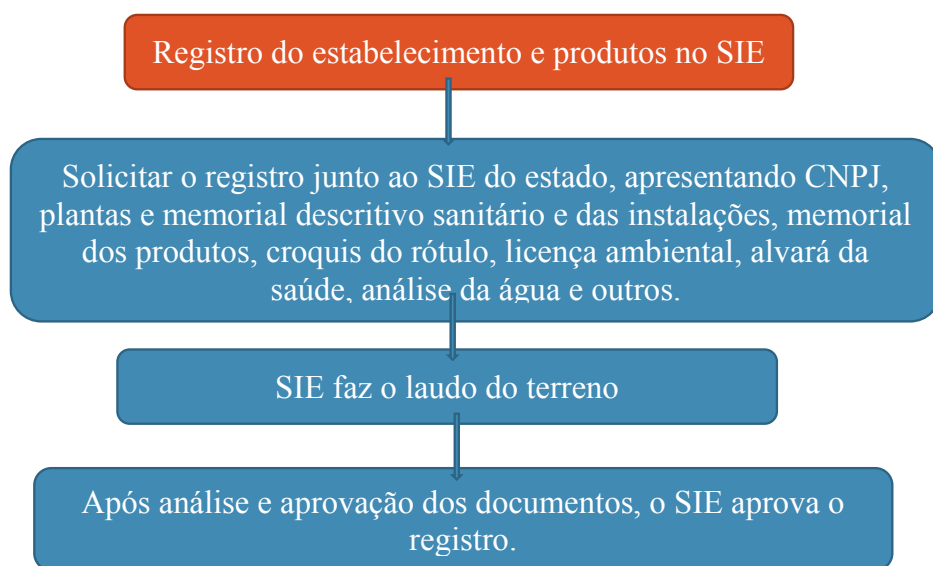 Registro do estabelecimento e produtos no SIE
Solicitar o registro junto ao SIE do estado, apresentando CNPJ,
plantas e memorial descritivo sanitário e das instalações, memorial
dos produtos, croquis do rótulo, licença ambiental, alvará da
saúde, análise da água e outros.
SIE faz o laudo do terreno
Após análise e aprovação dos documentos, o SIE aprova o
registro.